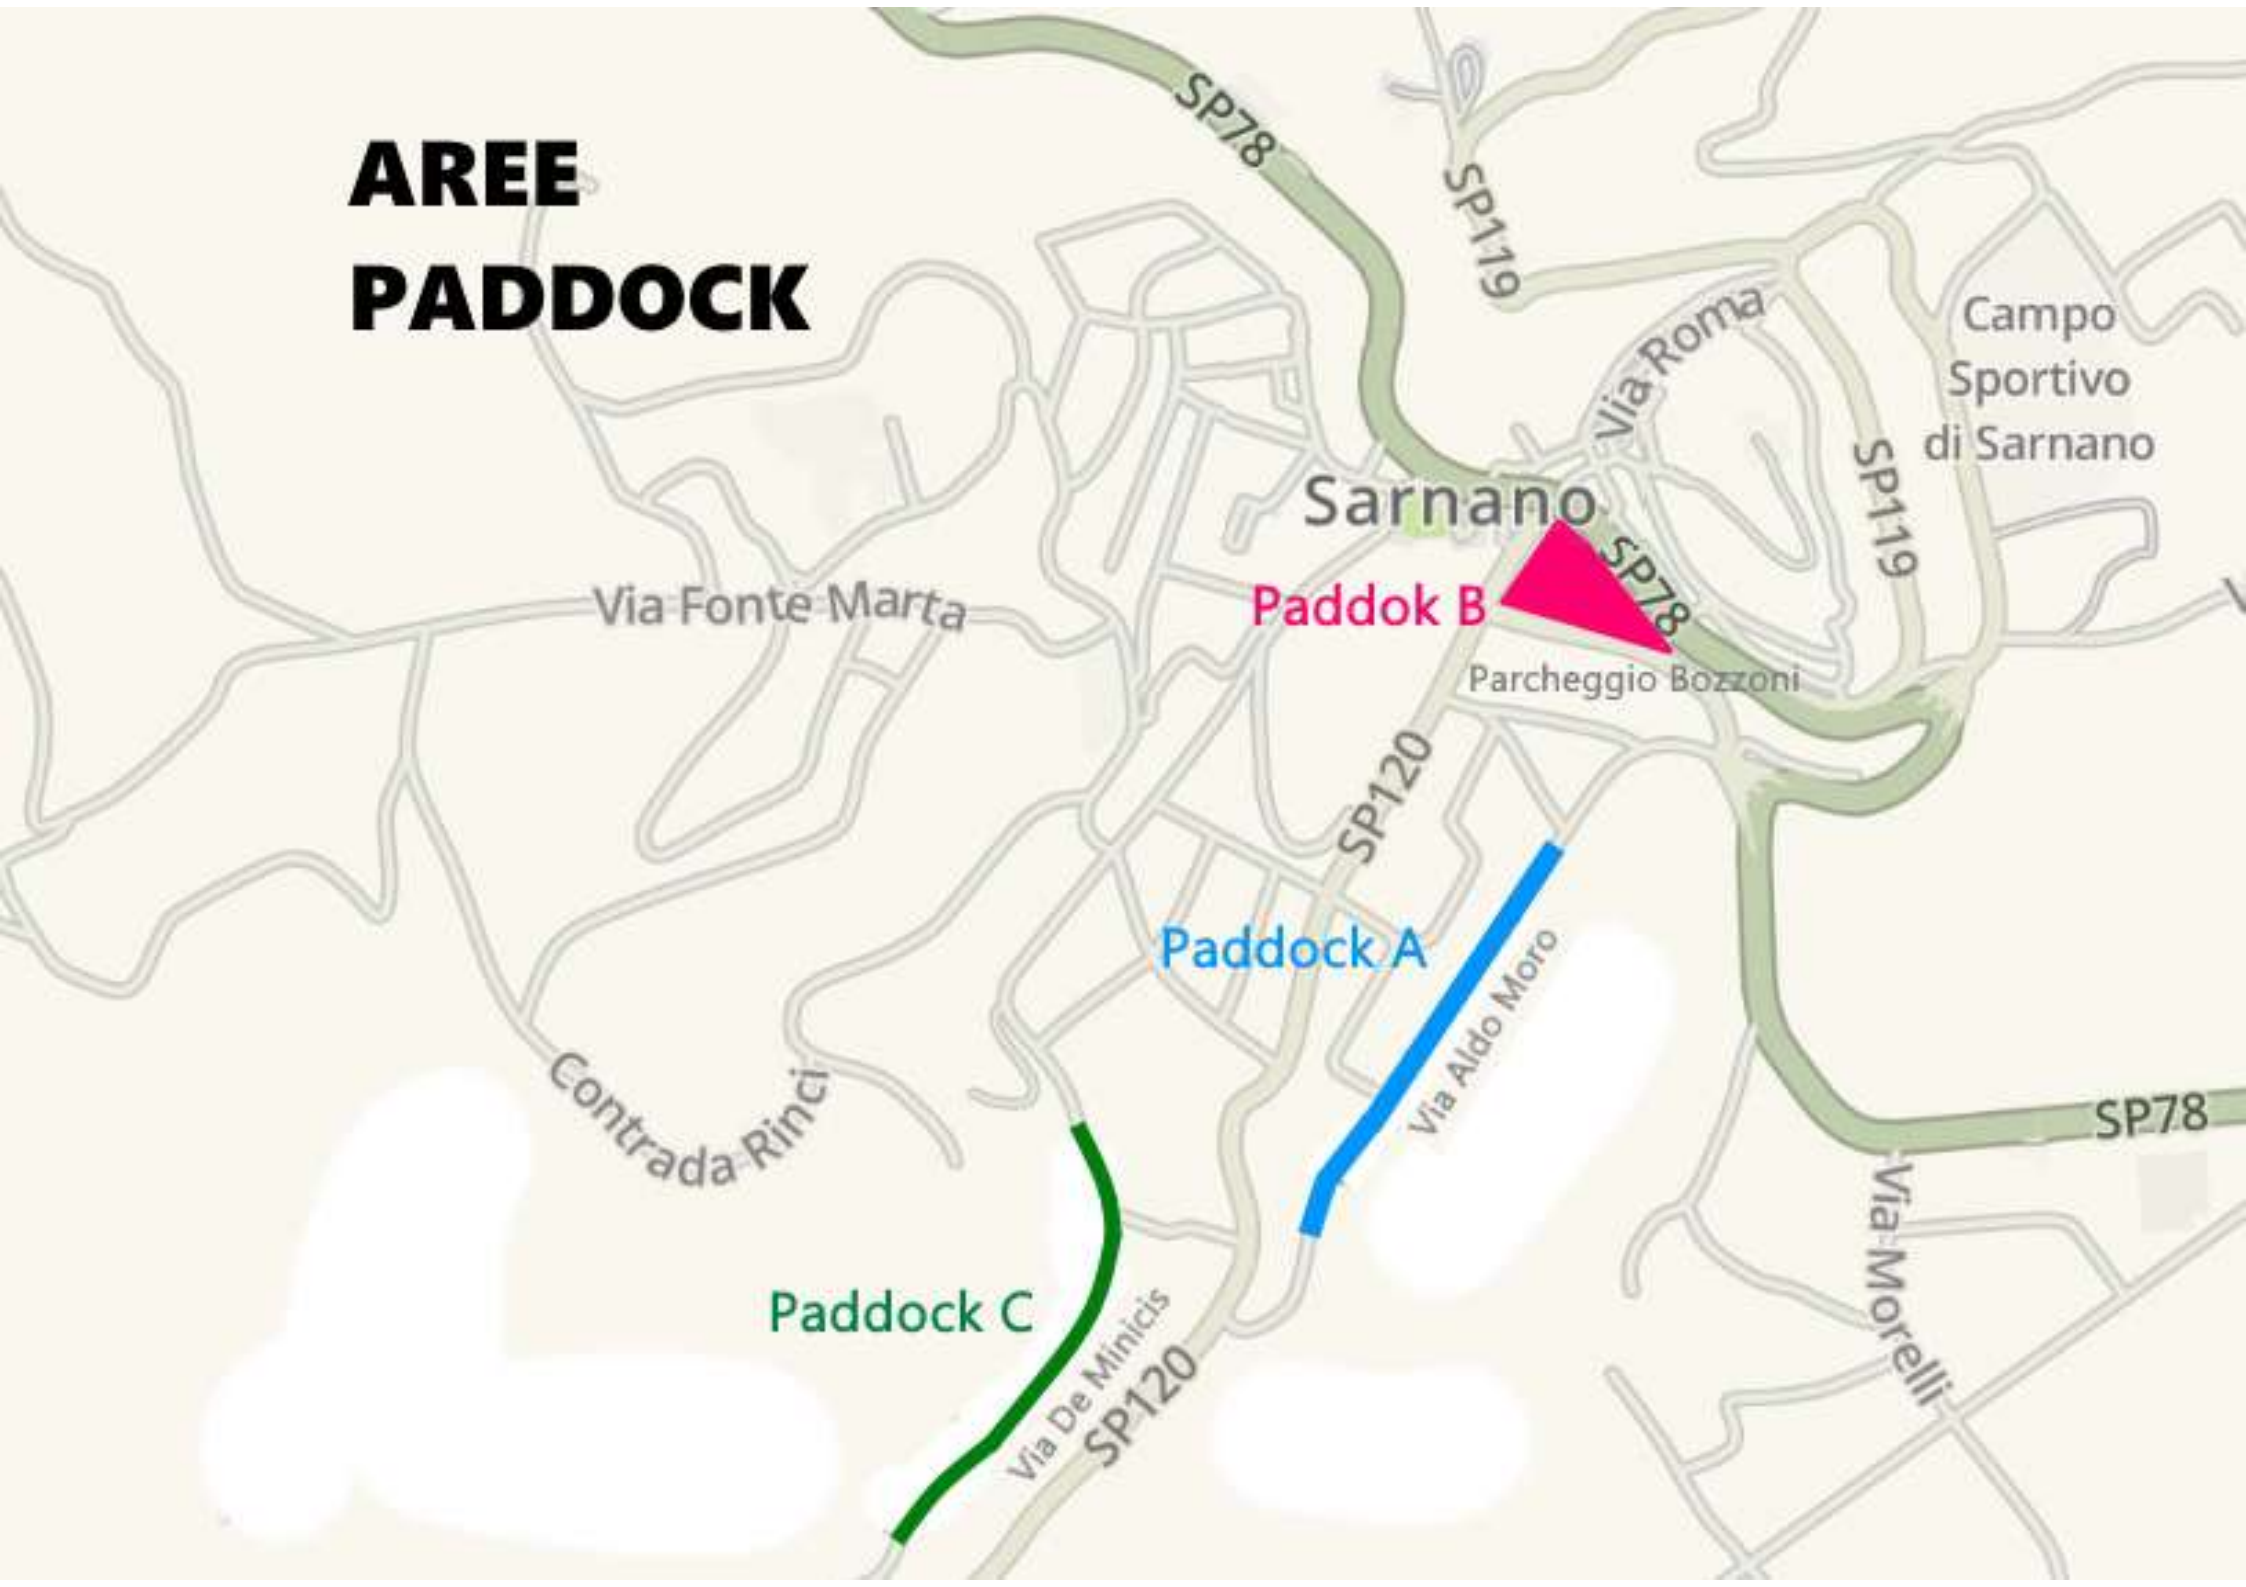 AREE
PADDOCK
SP78
SP119
Via Roma
Campo
Sportivo
di Sarnano
SP119
Sarnano
SP78
Paddok B
Via Fonte Marta
Parcheggio Bozzoni
SP120
Paddock A
Via Aldo Moro
Contrada Rinci
SP78
Via Morelli
Paddock C
Via De Minicis
SP120